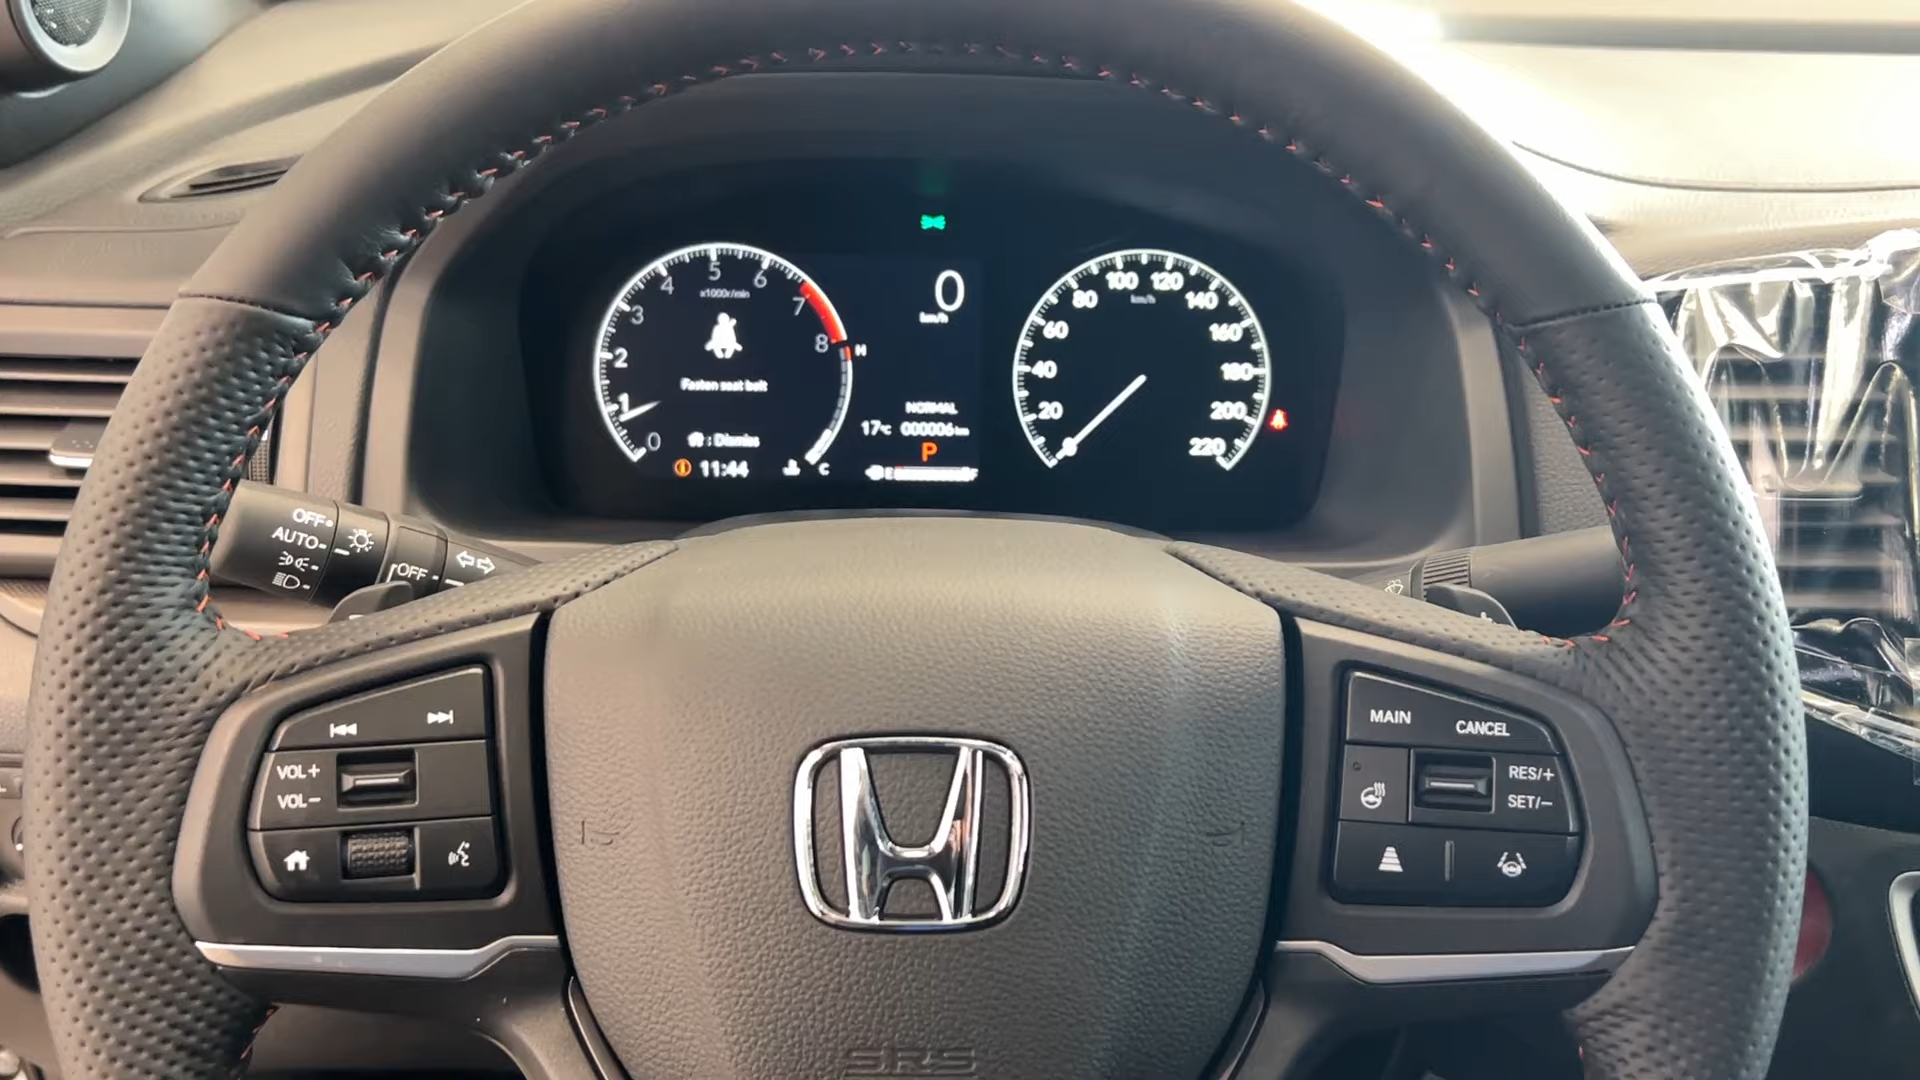 4 5 6
x1000r/min
3 7
2 8 H
Fasten seat belt
1
0
: Dismiss
11:44 C
0
km/h
NORMAL
17°C 000006km
P
E F
100 120
80 km/h 140
60 160
40 180
20 200
0 220
OFF
AUTO
OFF
VOL+
VOL−
MAIN CANCEL
RES/+
SET/−
SRS